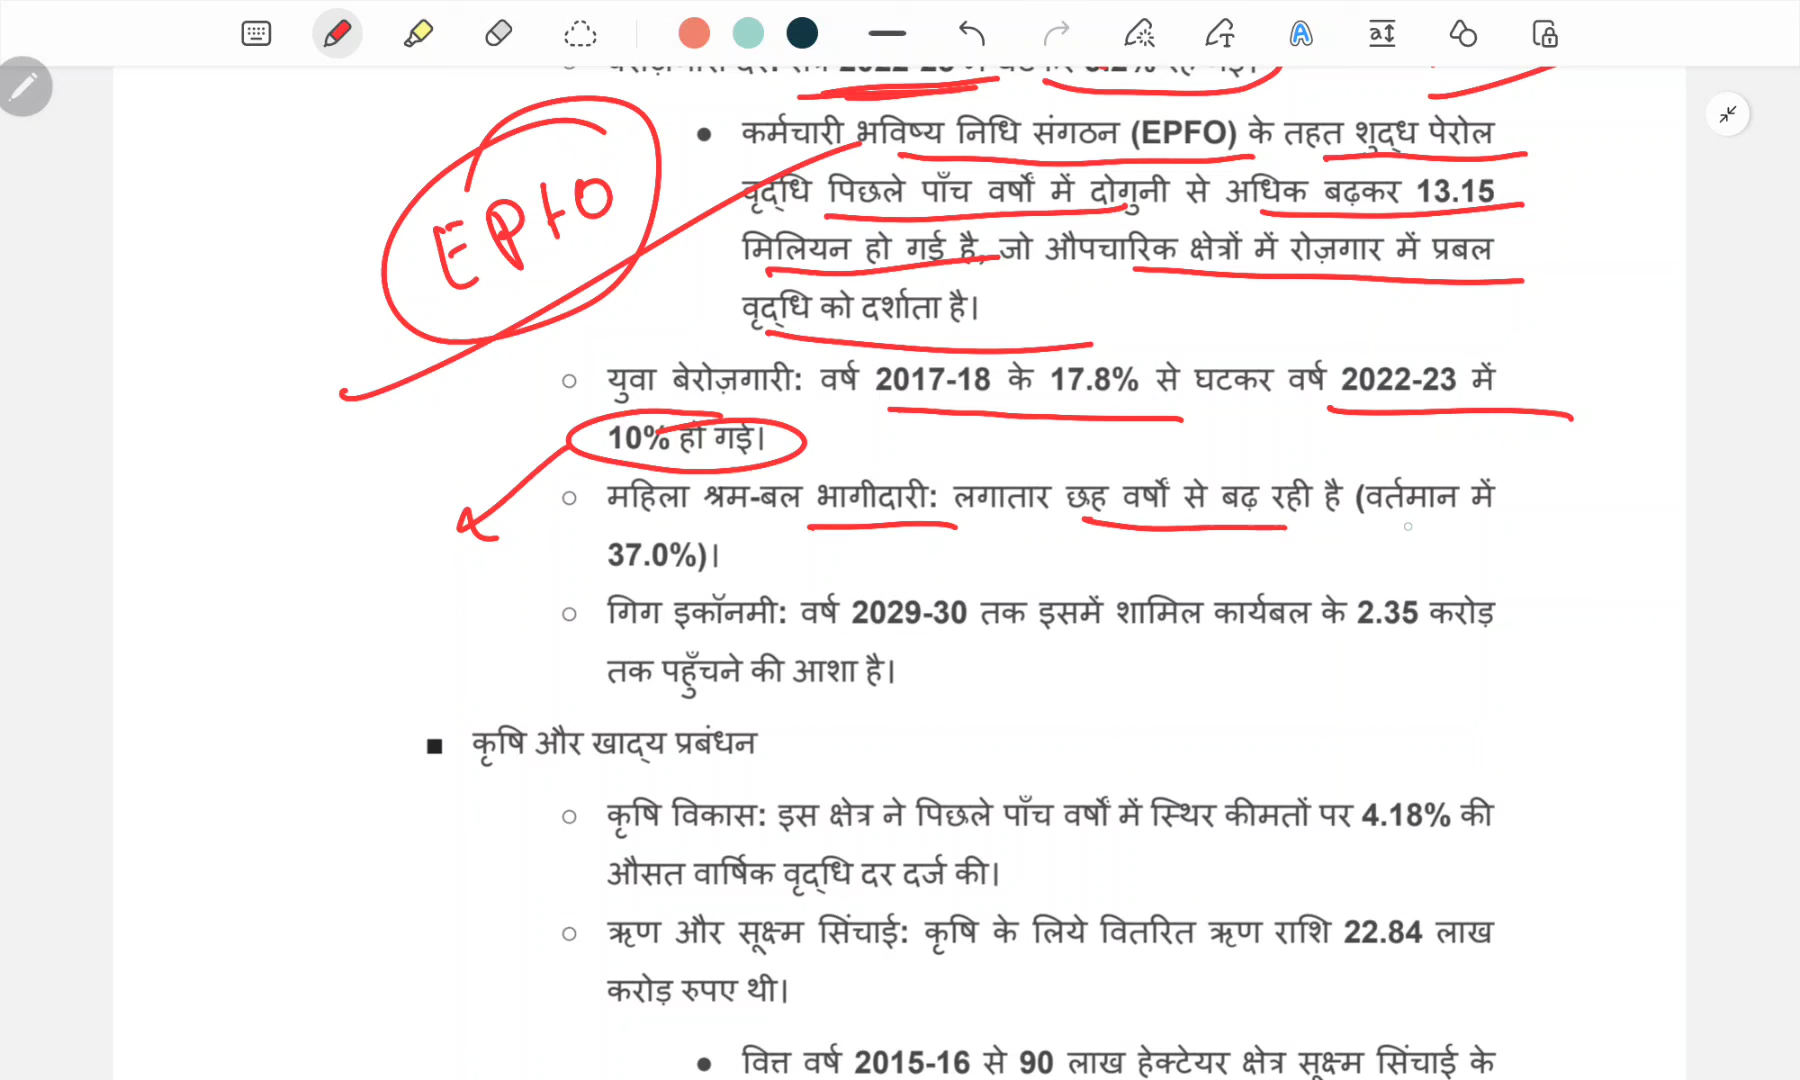 2022-23
कर्मचारी भविष्य निधि संगठन (EPFO) के तहत शुद्ध पेरोल
वृद्धि पिछले पाँच वर्षों में दोगुनी से अधिक बढ़कर 13.15
मिलियन हो गई है, जो औपचारिक क्षेत्रों में रोज़गार में प्रबल
वृद्धि को दर्शाता है।
EPFO
युवा बेरोज़गारी: वर्ष 2017-18 के 17.8% से घटकर वर्ष 2022-23 में
10% हो गई।
महिला श्रम-बल भागीदारी: लगातार छह वर्षों से बढ़ रही है (वर्तमान में
37.0%)।
गिग इकॉनमी: वर्ष 2029-30 तक इसमें शामिल कार्यबल के 2.35 करोड़
तक पहुँचने की आशा है।
कृषि और खाद्य प्रबंधन
कृषि विकास: इस क्षेत्र ने पिछले पाँच वर्षों में स्थिर कीमतों पर 4.18% की
औसत वार्षिक वृद्धि दर दर्ज की।
ऋण और सूक्ष्म सिंचाई: कृषि के लिये वितरित ऋण राशि 22.84 लाख
करोड़ रुपए थी।
वित्त वर्ष 2015-16 से 90 लाख हेक्टेयर क्षेत्र सूक्ष्म सिंचाई के